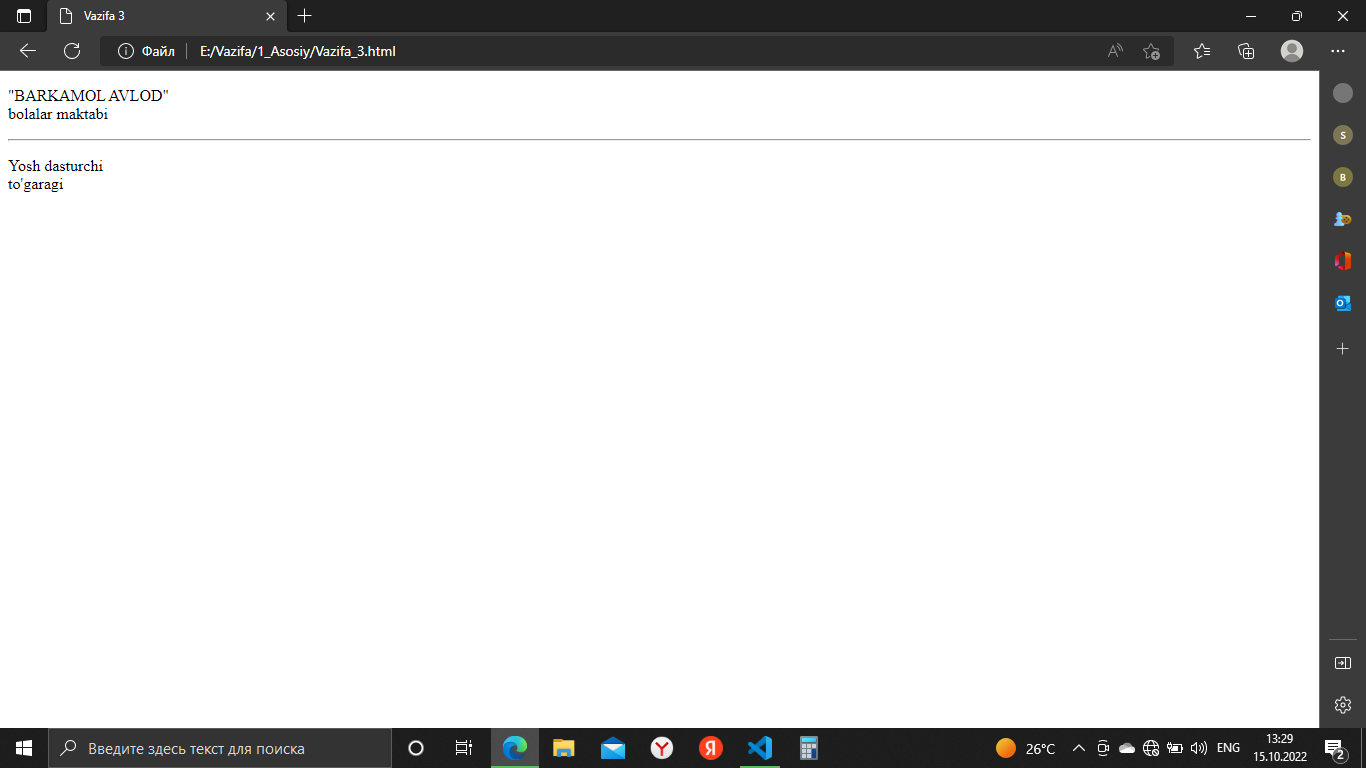 Vazifa 3
Файл
E:/Vazifa/1_Asosiy/Vazifa_3.html
"BARKAMOL AVLOD"
bolalar maktabi
Yosh dasturchi
to'garagi
S
B
Введите здесь текст для поиска
26°C
ENG
13:29
15.10.2022
2